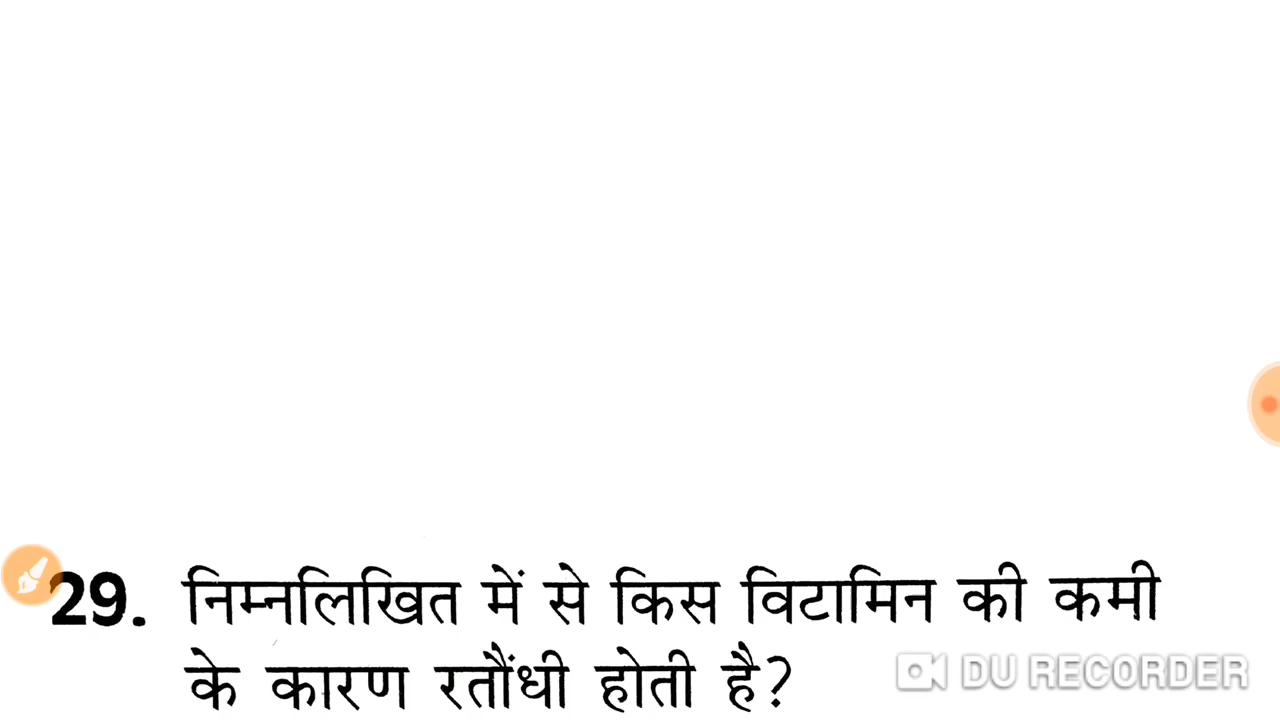 29. निम्नलिखित में से किस विटामिन की कमी
के कारण रतौंधी होती है?
DU RECORDER